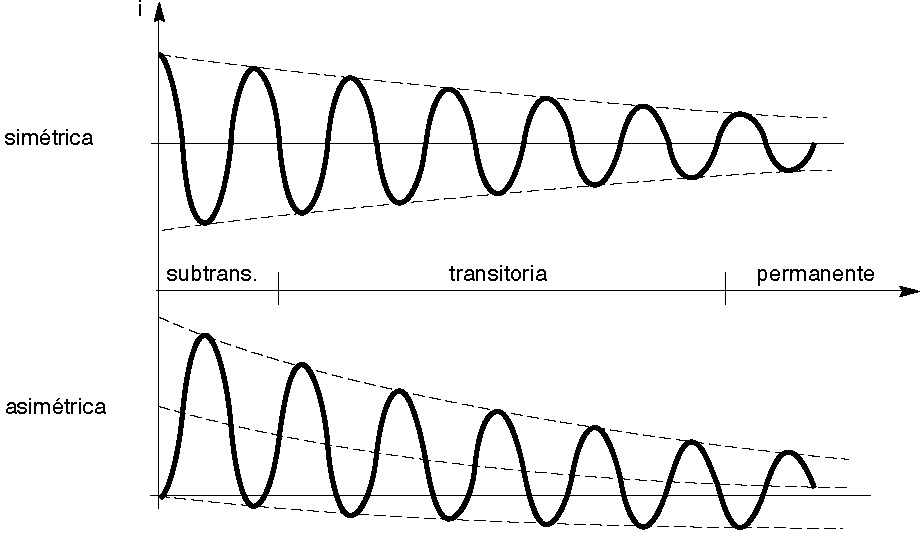 i
simétrica
subtrans.
transitoria
permanente
asimétrica